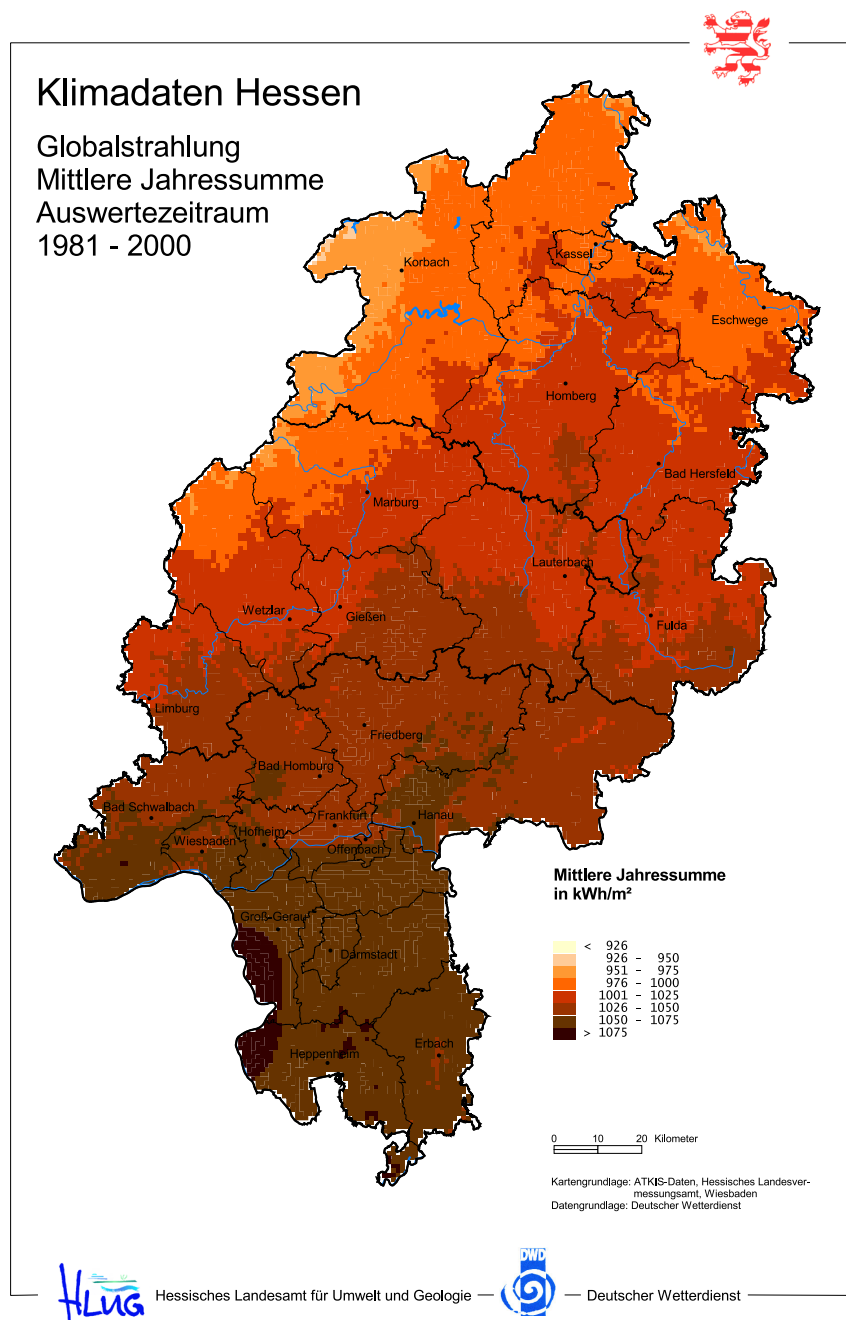 Klimadaten Hessen
Globalstrahlung
Mittlere Jahressumme
Auswertezeitraum
1981 - 2000
Kassel
Korbach
Eschwege
Homberg
Bad Hersfeld
Marburg
Lauterbach
Wetzlar
Gießen
Fulda
Limburg
Friedberg
Bad Homburg
Bad Schwalbach
Frankfurt
Hanau
Hofheim
Wiesbaden
Offenbach
Groß-Gerau
Darmstadt
Erbach
Heppenheim
Mittlere Jahressumme
in kWh/m²
< 926
926 - 950
951 - 975
976 - 1000
1001 - 1025
1026 - 1050
1050 - 1075
> 1075
0 10 20 Kilometer
Kartengrundlage: ATKIS-Daten, Hessisches Landesver-
messungsamt, Wiesbaden
Datengrundlage: Deutscher Wetterdienst
HLUG
Hessisches Landesamt für Umwelt und Geologie
DWD
Deutscher Wetterdienst